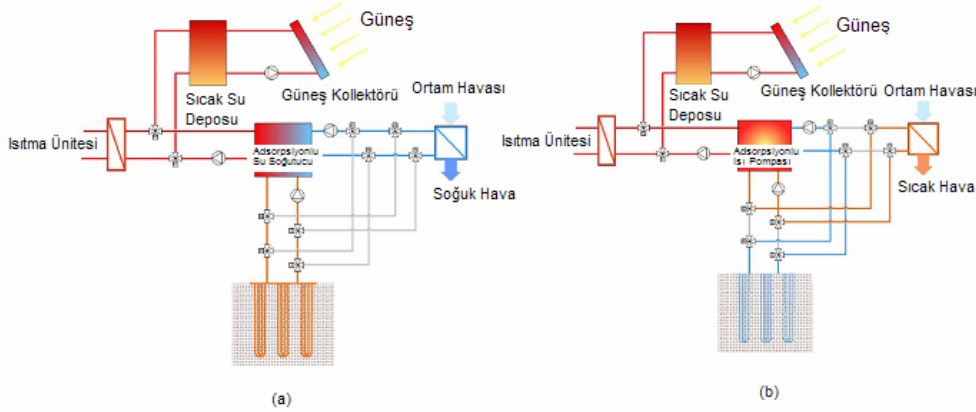 Güneş
Sıcak Su
Deposu
Güneş Kollektörü
Ortam Havası
Isıtma Ünitesi
Adsorpsiyonlu
Su Soğutucu
Soğuk Hava
(a)
Güneş
Sıcak Su
Deposu
Güneş Kollektörü
Ortam Havası
Isıtma Ünitesi
Adsorpsiyonlu
Isı Pompası
Sıcak Hava
(b)